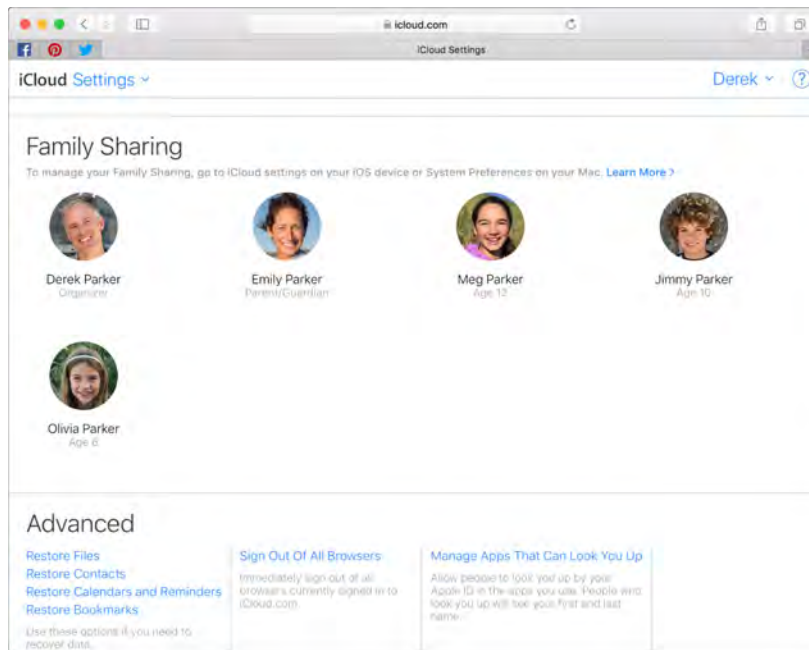 icloud.com
iCloud Settings
iCloud Settings
Derek
?
Family Sharing
To manage your Family Sharing, go to iCloud settings on your iOS device or System Preferences on your Mac. Learn More >
Derek Parker
Organizer
Emily Parker
Parent/Guardian
Meg Parker
Age 12
Jimmy Parker
Age 10
Olivia Parker
Age
Advanced
Restore Files
Restore Contacts
Restore Calendars and Reminders
Restore Bookmarks
Use these options if you need to
recover data.
Sign Out Of All Browsers
Immediately sign out of all
browsers currently signed in to
iCloud.com.
Manage Apps That Can Look You Up
Allow people to look you up by your
Apple ID in the apps you use. People who
look you up will see your first and last
name.